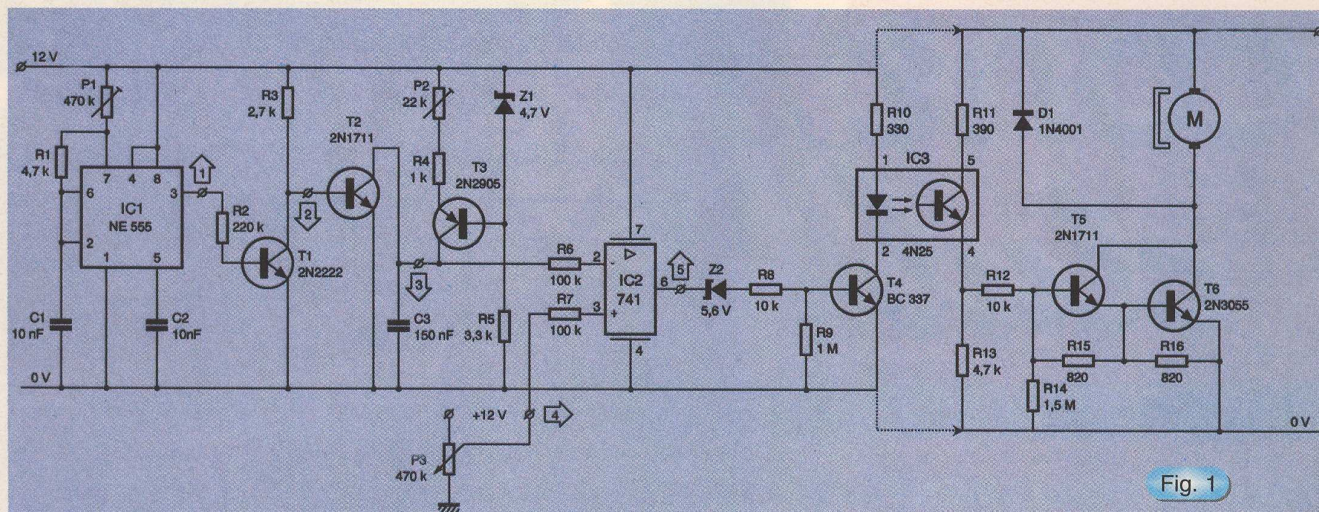 12 V
P1
470 k
R1
4,7 k
7
4
8
6
3
2
IC1
NE 555
1
5
1
R2
220 k
C1
10 nF
C2
10nF
0 V
R3
2,7 k
T1
2N2222
2
T2
2N1711
P2
22 k
R4
1 k
T3
2N2905
Z1
4,7 V
3
C3
150 nF
R5
3,3 k
R6
100 k
R7
100 k
7
2
-
3
+
IC2
741
6
4
5
+12 V
4
P3
470 k
Z2
5,6 V
R8
10 k
R9
1 M
T4
BC 337
R10
330
R11
390
IC3
1
5
2
4N25
4
D1
1N4001
M
R12
10 k
R13
4,7 k
T5
2N1711
T6
2N3055
R15
820
R16
820
R14
1,5 M
0 V
Fig. 1